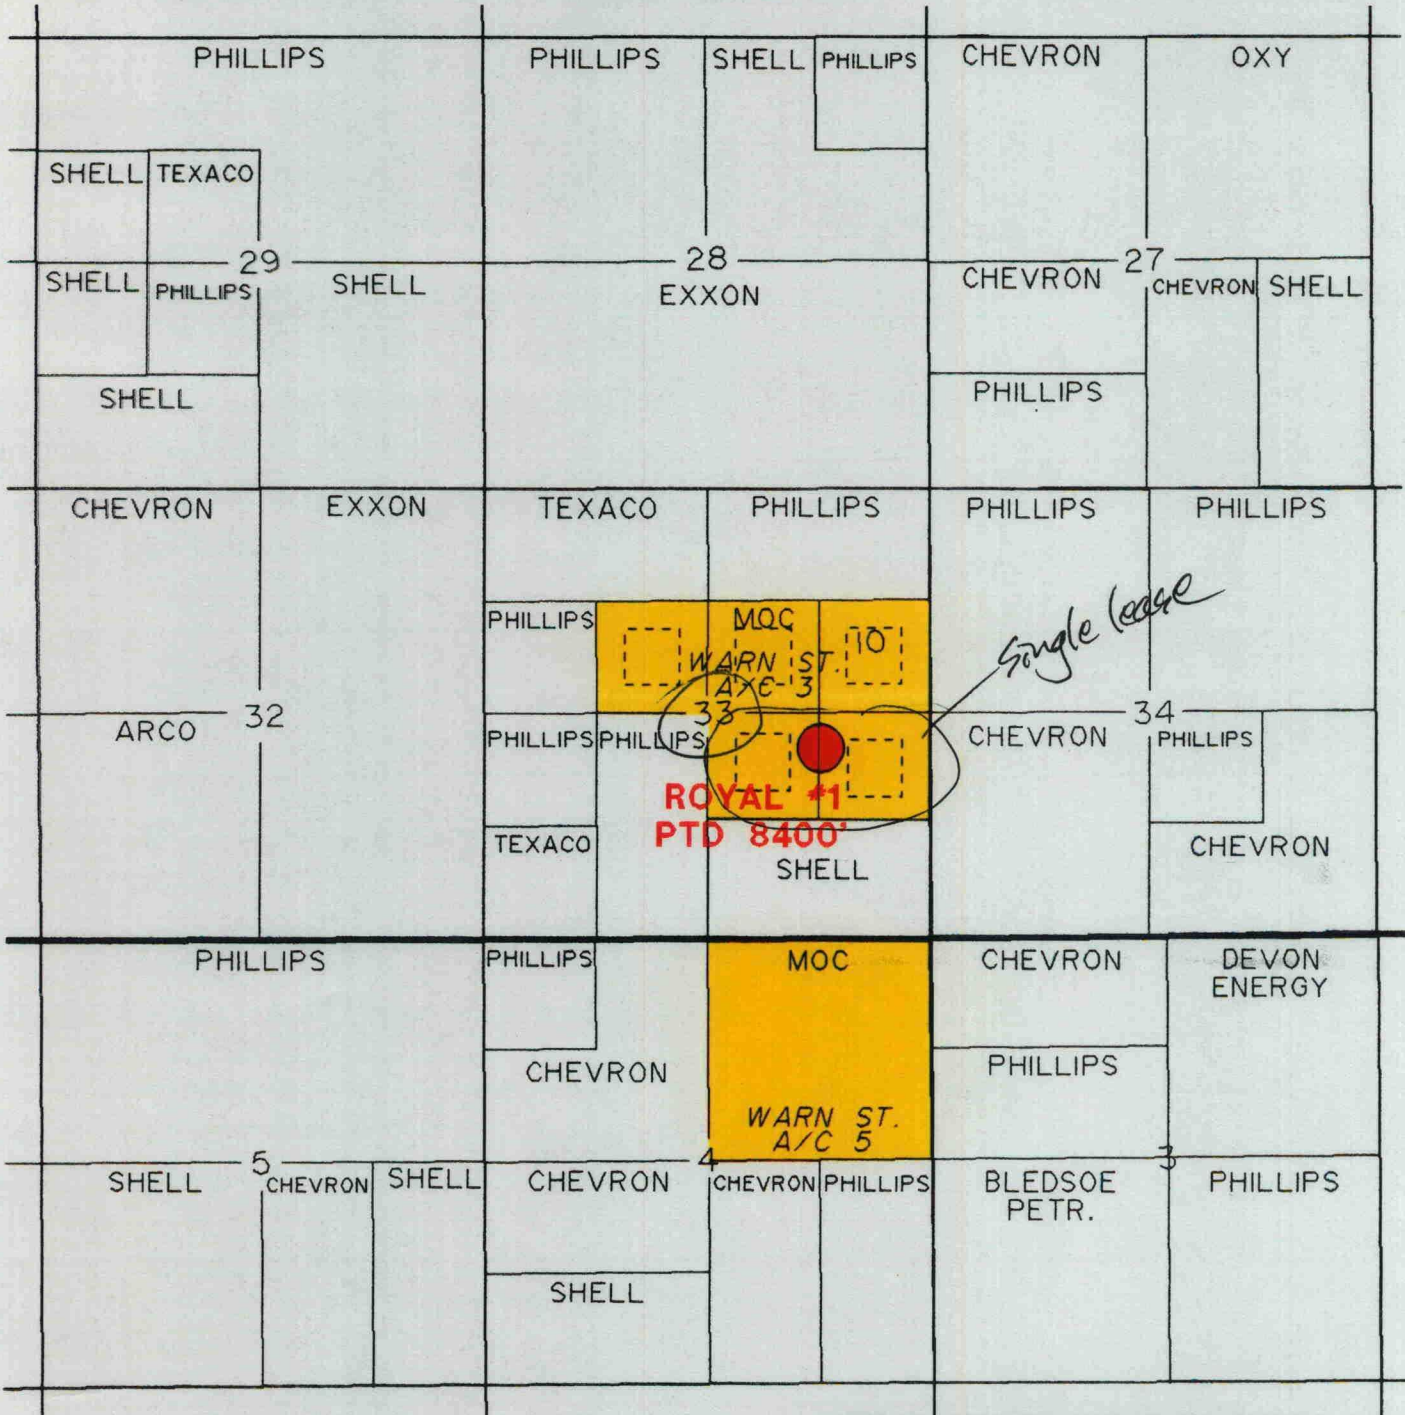 PHILLIPS
PHILLIPS
SHELL
PHILLIPS
CHEVRON
OXY
SHELL
TEXACO
29
28
27
SHELL
PHILLIPS
SHELL
EXXON
CHEVRON
CHEVRON
SHELL
SHELL
PHILLIPS
CHEVRON
EXXON
TEXACO
PHILLIPS
PHILLIPS
PHILLIPS
single lease
PHILLIPS
MOC
10
WARN ST.
A/C 3
32
33
34
ARCO
PHILLIPS
PHILLIPS
CHEVRON
PHILLIPS
ROYAL #1
PTD 8400'
TEXACO
SHELL
CHEVRON
PHILLIPS
PHILLIPS
MOC
CHEVRON
DEVON
ENERGY
CHEVRON
PHILLIPS
WARN ST.
A/C 5
5
4
3
SHELL
CHEVRON
SHELL
CHEVRON
CHEVRON
PHILLIPS
BLEDSOE
PETR.
PHILLIPS
SHELL